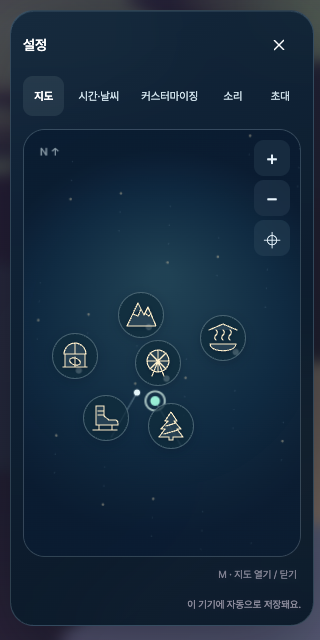 설정
지도 시간·날씨 커스터마이징 소리 초대
N ↑
M · 지도 열기 / 닫기
이 기기에 자동으로 저장돼요.